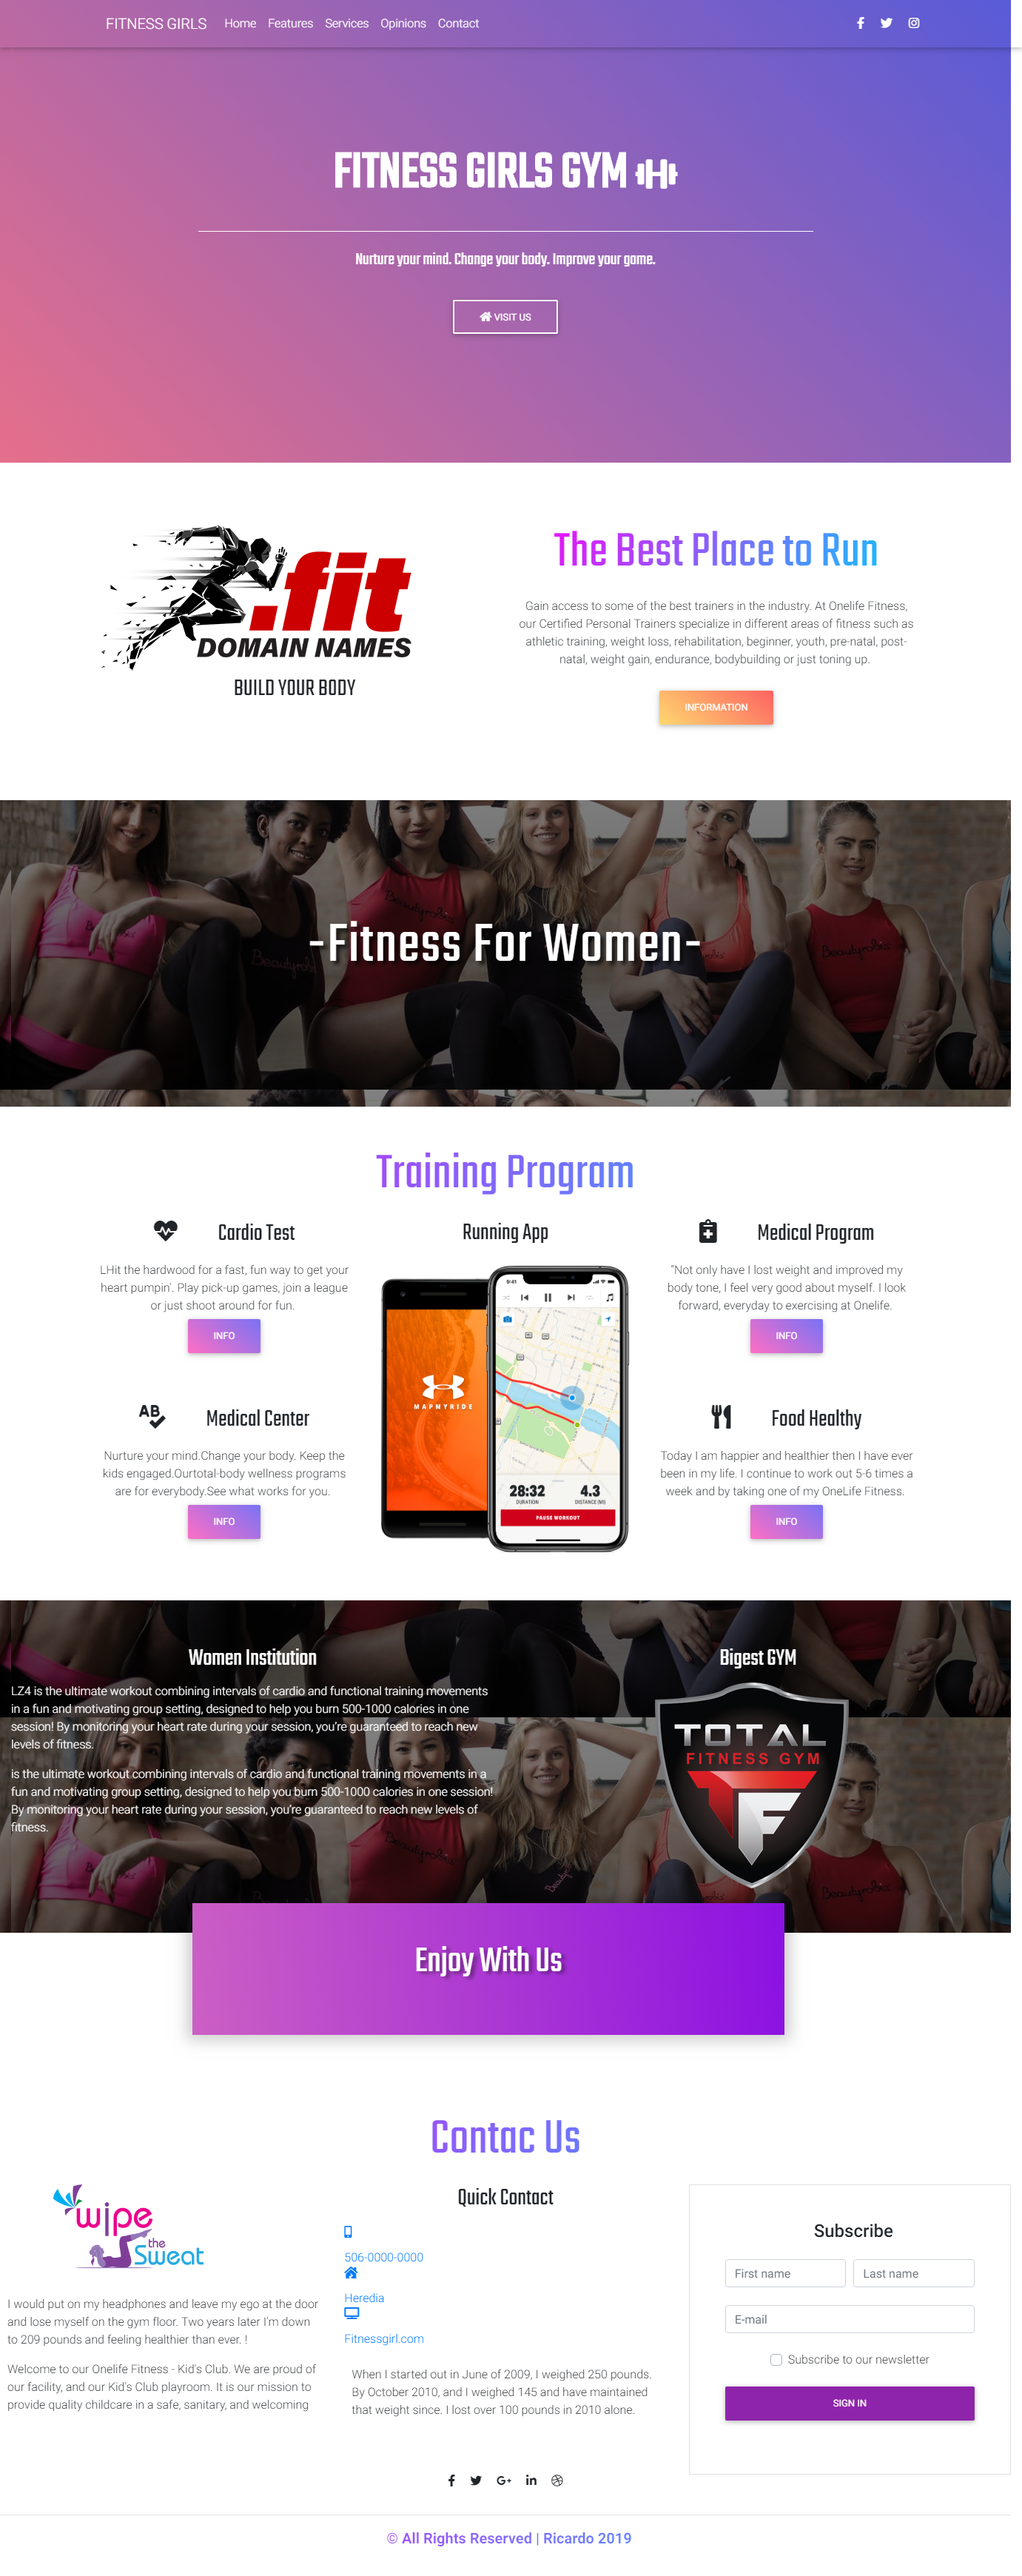 FITNESS GIRLS Home Features Services Opinions Contact
FITNESS GIRLS GYM
Nurture your mind. Change your body. Improve your game.
VISIT US
.fit
DOMAIN NAMES
BUILD YOUR BODY
The Best Place to Run
Gain access to some of the best trainers in the industry. At Onelife Fitness,
our Certified Personal Trainers specialize in different areas of fitness such as
athletic training, weight loss, rehabilitation, beginner, youth, pre-natal, post-
natal, weight gain, endurance, bodybuilding or just toning up.
INFORMATION
-Fitness For Women-
Training Program
Cardio Test
LHit the hardwood for a fast, fun way to get your
heart pumpin'. Play pick-up games, join a league
or just shoot around for fun.
INFO
AB
Medical Center
Nurture your mind.Change your body. Keep the
kids engaged.Ourtotal-body wellness programs
are for everybody.See what works for you.
INFO
Running App
MAPMYRIDE
9:41
28:32
DURATION
4.3
DISTANCE (MI)
PAUSE WORKOUT
Medical Program
"Not only have I lost weight and improved my
body tone, I feel very good about myself. I look
forward, everyday to exercising at Onelife.
INFO
Food Healthy
Today I am happier and healthier then I have ever
been in my life. I continue to work out 5-6 times a
week and by taking one of my OneLife Fitness.
INFO
Women Institution
LZ4 is the ultimate workout combining intervals of cardio and functional training movements
in a fun and motivating group setting, designed to help you burn 500-1000 calories in one
session! By monitoring your heart rate during your session, you're guaranteed to reach new
levels of fitness.
is the ultimate workout combining intervals of cardio and functional training movements in a
fun and motivating group setting, designed to help you burn 500-1000 calories in one session!
By monitoring your heart rate during your session, you're guaranteed to reach new levels of
fitness.
Bigest GYM
TOTAL
FITNESS GYM
TF
Enjoy With Us
Contac Us
wipe
the
Sweat
I would put on my headphones and leave my ego at the door
and lose myself on the gym floor. Two years later I'm down
to 209 pounds and feeling healthier than ever. !
Welcome to our Onelife Fitness - Kid's Club. We are proud of
our facility, and our Kid's Club playroom. It is our mission to
provide quality childcare in a safe, sanitary, and welcoming
Quick Contact
506-0000-0000
Heredia
Fitnessgirl.com
When I started out in June of 2009, I weighed 250 pounds.
By October 2010, and I weighed 145 and have maintained
that weight since. I lost over 100 pounds in 2010 alone.
Subscribe
First name
Last name
E-mail
Subscribe to our newsletter
SIGN IN
© All Rights Reserved | Ricardo 2019